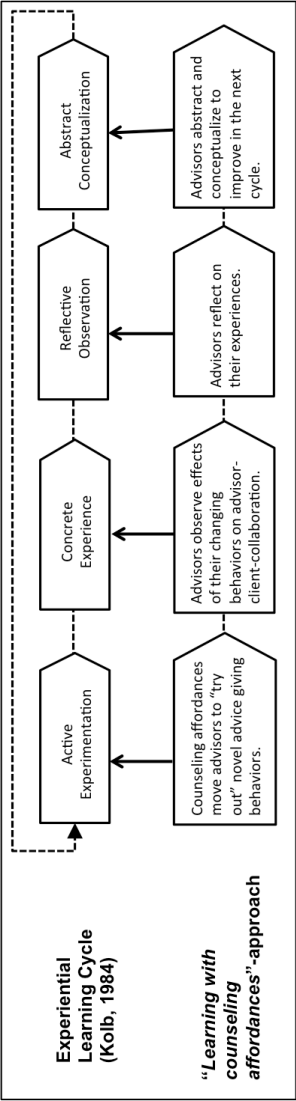 Experiential
Learning Cycle
(Kolb, 1984)
Active
Experimentation
Concrete
Experience
Reflective
Observation
Abstract
Conceptualization
“Learning with
counseling
affordances”-approach
Counseling affordances
move advisors to “try
out” novel advice giving
behaviors.
Advisors observe effects
of their changing
behaviors on advisor-
client-collaboration.
Advisors reflect on
their experiences.
Advisors abstract and
conceptualize to
improve in the next
cycle.